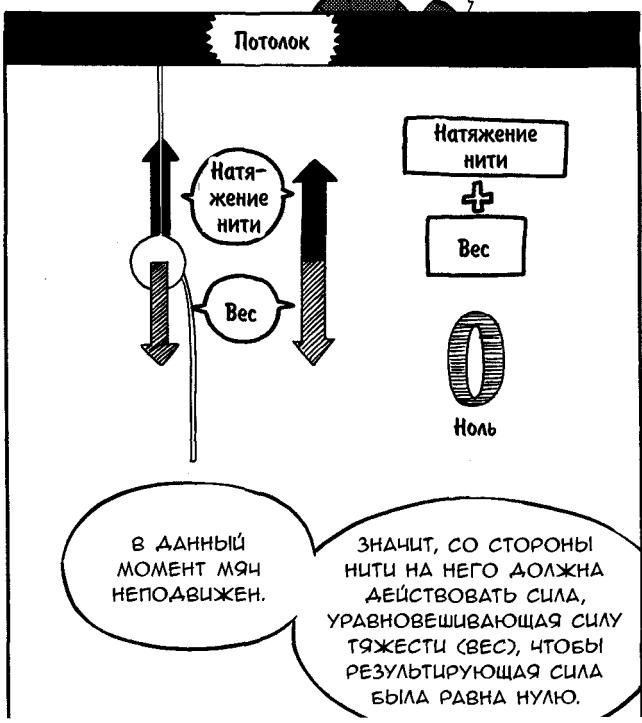 Потолок
Натя-
жение
нити
Вес
Натяжение
нити
+
Вес
0
Ноль
В ДАННЫЙ
МОМЕНТ МЯЧ
НЕПОДВИЖЕН.
ЗНАЧИТ, СО СТОРОНЫ
НИТИ НА НЕГО ДОЛЖНА
ДЕЙСТВОВАТЬ СИЛА,
УРАВНОВЕШИВАЮЩАЯ СИЛУ
ТЯЖЕСТИ (ВЕС), ЧТОБЫ
РЕЗУЛЬТИРУЮЩАЯ СИЛА
БЫЛА РАВНА НУЛЮ.